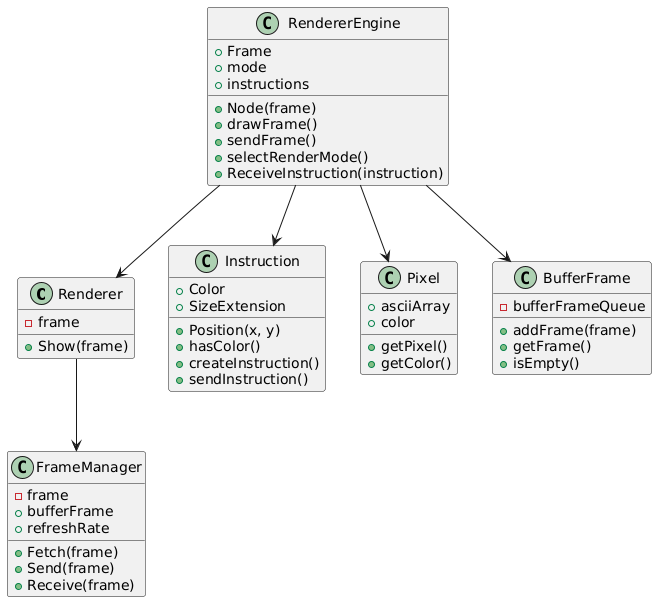 C RendererEngine
Frame
mode
instructions
Node(frame)
drawFrame()
sendFrame()
selectRenderMode()
ReceiveInstruction(instruction)
C Renderer
frame
Show(frame)
C Instruction
Color
SizeExtension
Position(x, y)
hasColor()
createInstruction()
sendInstruction()
C Pixel
asciiArray
color
getPixel()
getColor()
C BufferFrame
bufferFrameQueue
addFrame(frame)
getFrame()
isEmpty()
C FrameManager
frame
bufferFrame
refreshRate
Fetch(frame)
Send(frame)
Receive(frame)